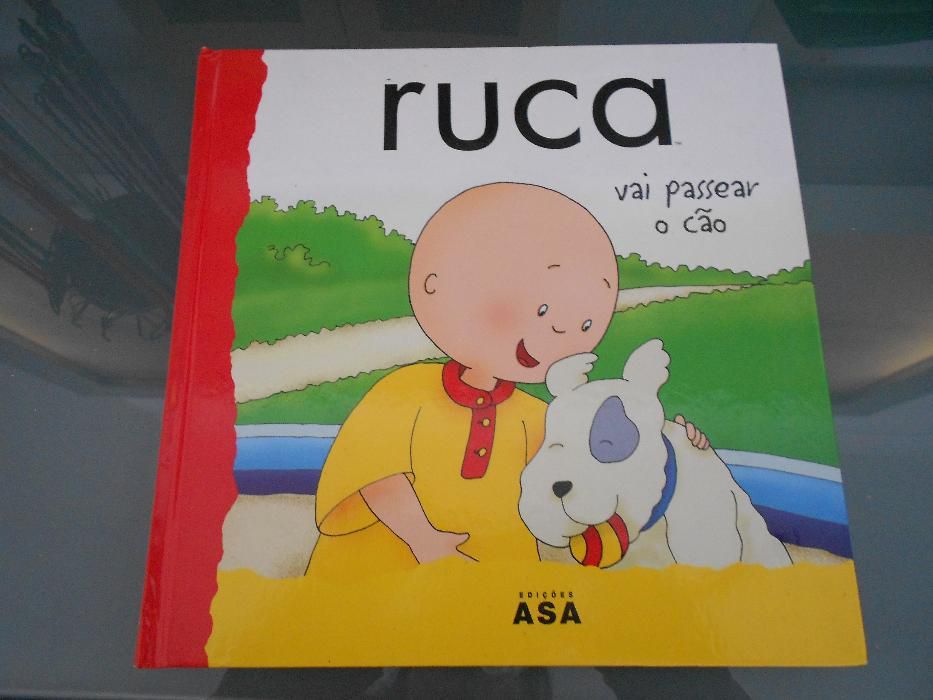 ruca
vai passear
o cão
EDIÇÕES
ASA